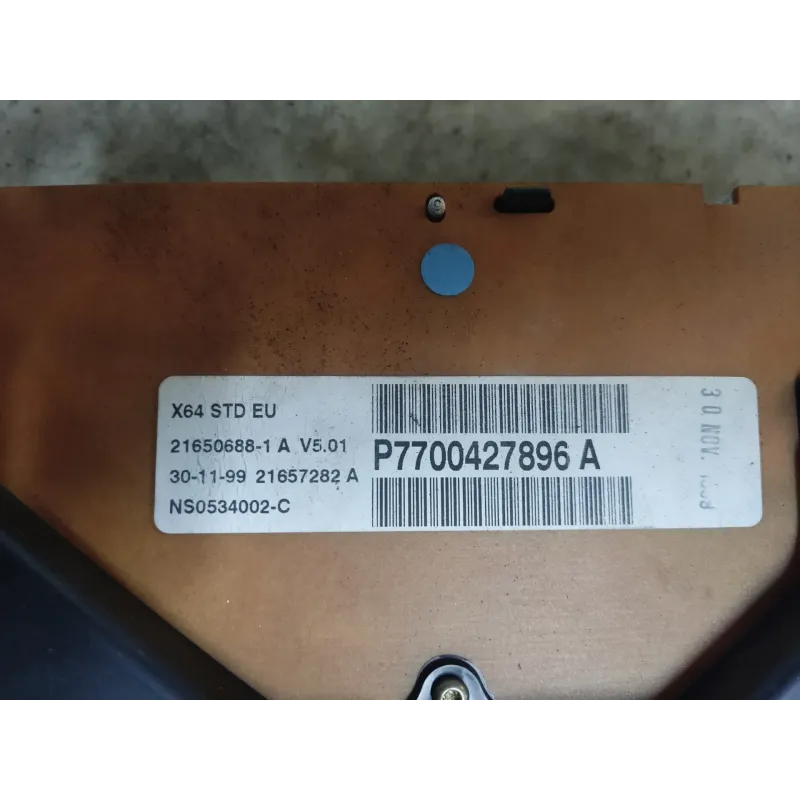 X64 STD EU
21650688-1 A V5.01
30-11-99 21657282 A
NS0534002-C
P7700427896 A
30 NOV.